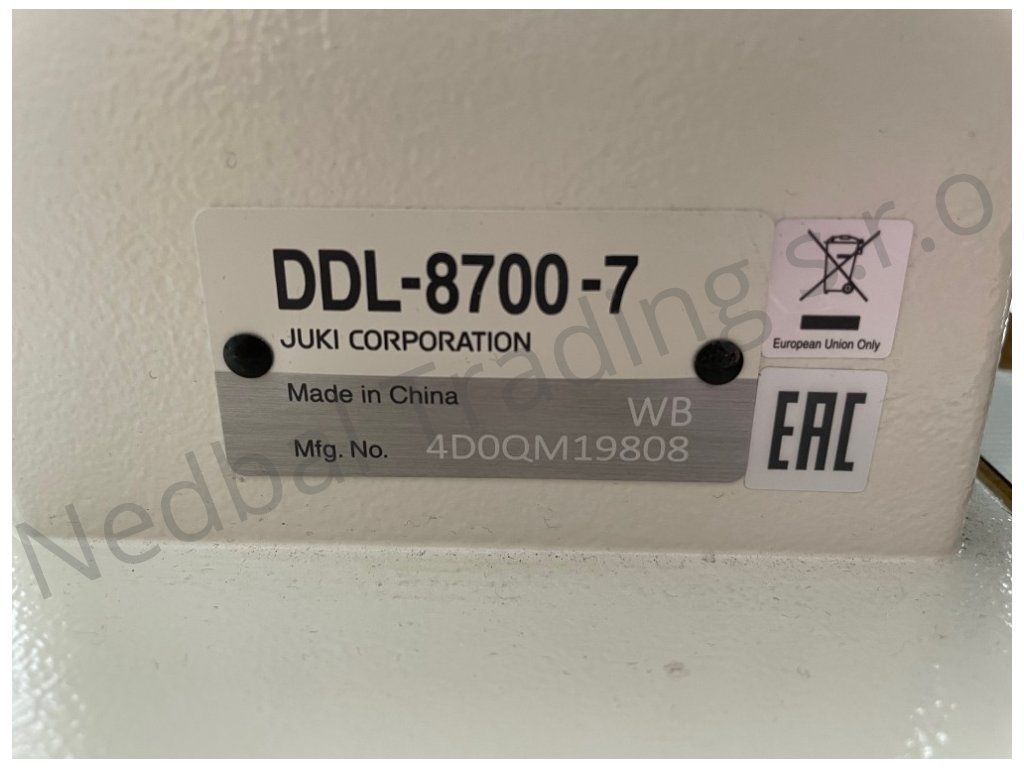 DDL-8700-7
JUKI CORPORATION
Made in China
WB
Mfg. No. 4D0QM19808
European Union Only
EAC
Nedbal Trading s.r.o